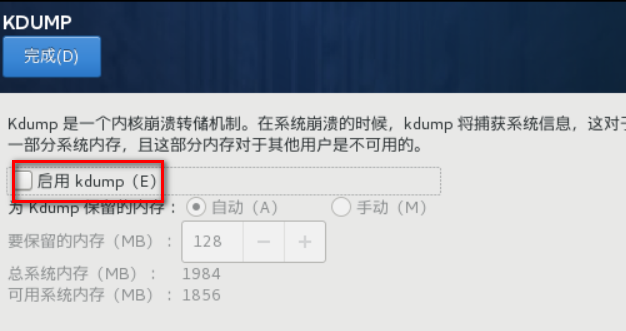 KDUMP
完成(D)
Kdump 是一个内核崩溃转储机制。在系统崩溃的时候，kdump 将捕获系统信息，这对于
一部分系统内存，且这部分内存对于其他用户是不可用的。
启用 kdump（E）
为 Kdump 保留的内存： 自动（A） 手动（M）
要保留的内存（MB）： 128 − +
总系统内存（MB）： 1984
可用系统内存（MB）： 1856